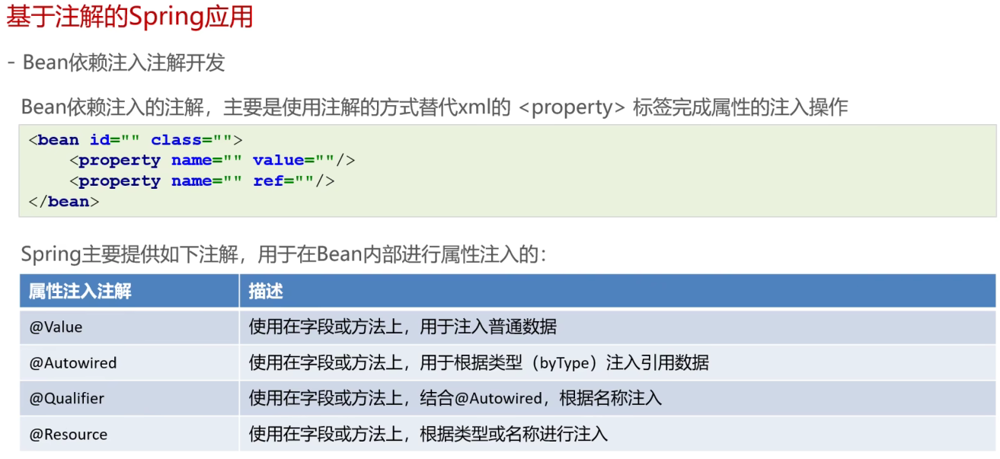 基于注解的Spring应用
- Bean依赖注入注解开发
Bean依赖注入的注解，主要是使用注解的方式替代xml的 <property> 标签完成属性的注入操作
<bean id="" class="">
    <property name="" value=""/>
    <property name="" ref=""/>
</bean>
Spring主要提供如下注解，用于在Bean内部进行属性注入的：
属性注入注解 描述
@Value 使用在字段或方法上，用于注入普通数据
@Autowired 使用在字段或方法上，用于根据类型（byType）注入引用数据
@Qualifier 使用在字段或方法上，结合@Autowired，根据名称注入
@Resource 使用在字段或方法上，根据类型或名称进行注入